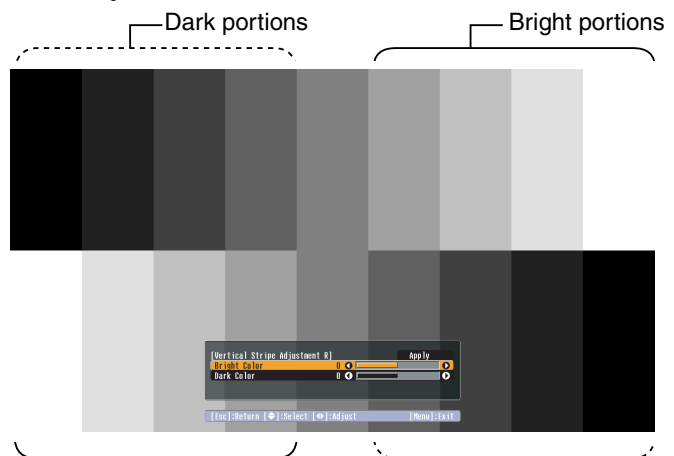 Dark portions
Bright portions
[Vertical Stripe Adjustment R]
Apply
Bright Color 0
Dark Color 0
[Esc]:Return [◆]:Select [◆]:Adjust [Menu]:Exit